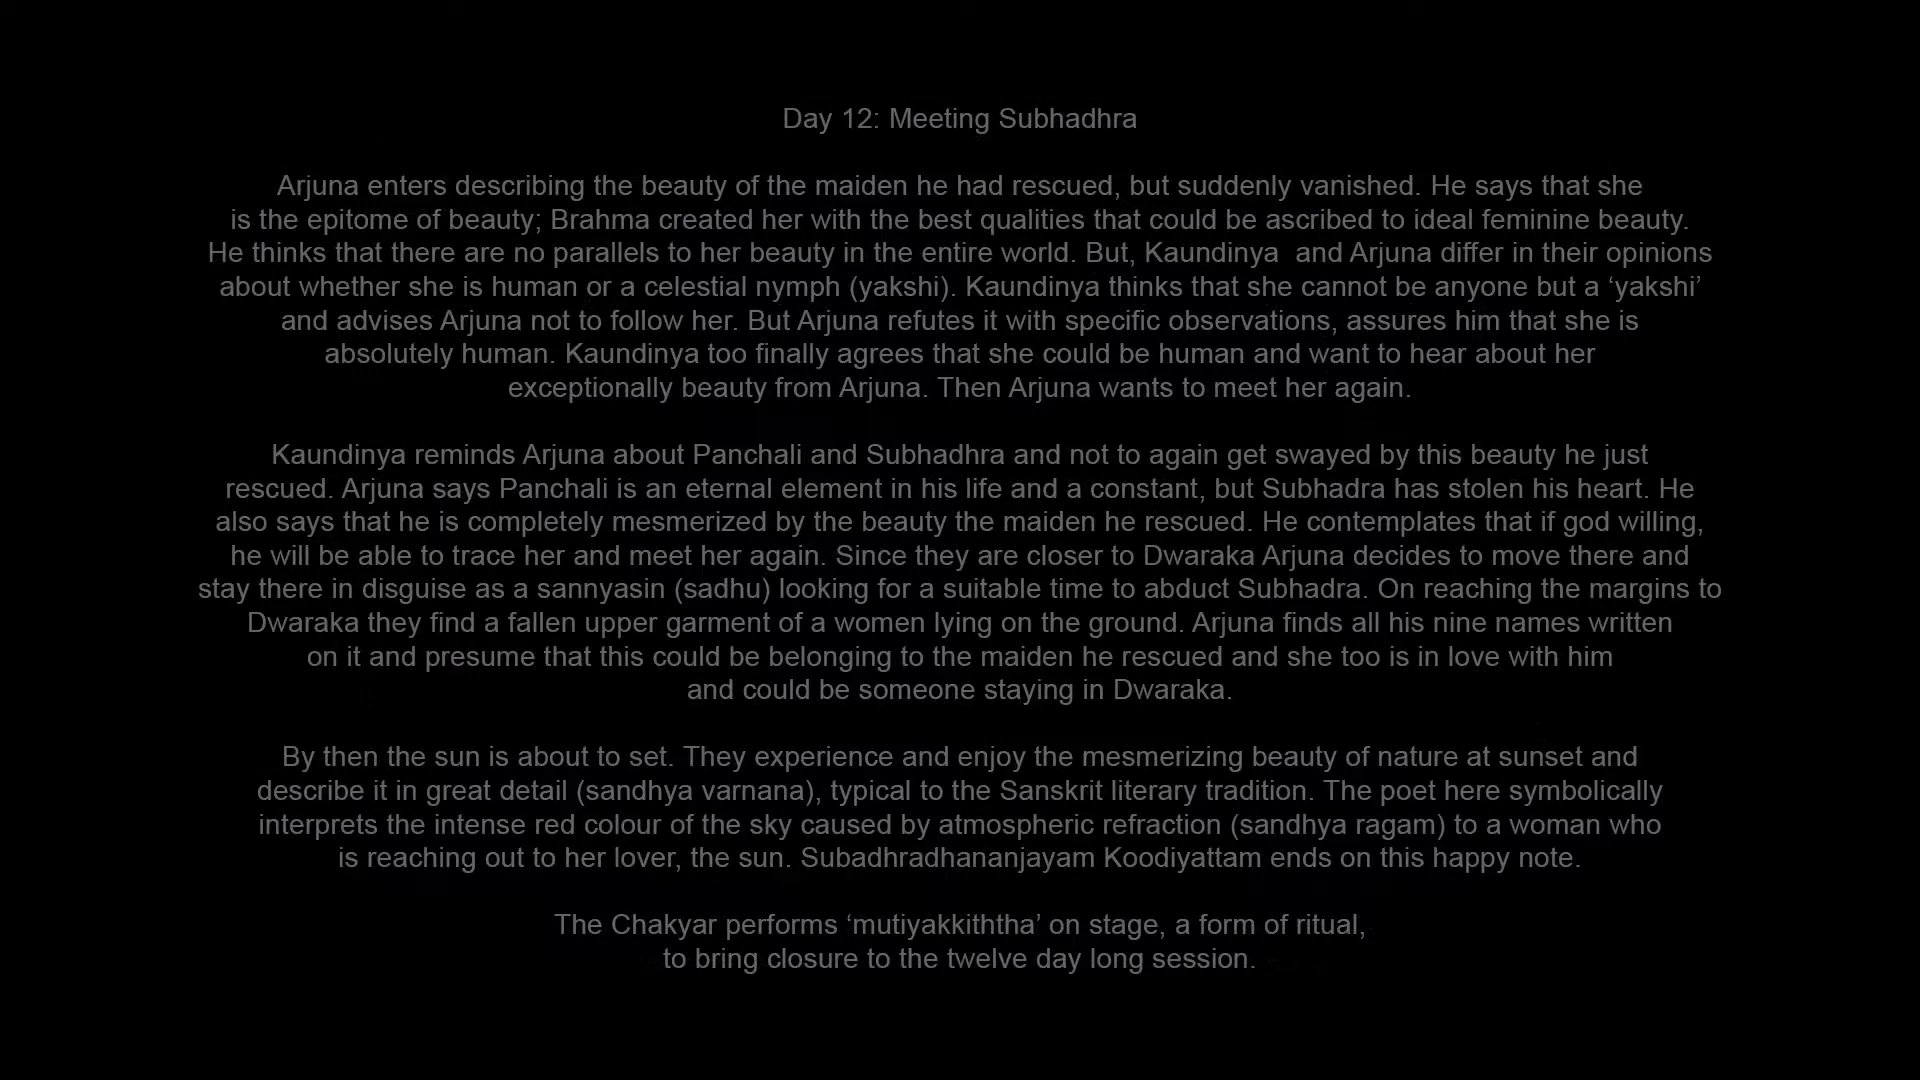 Day 12: Meeting Subhadhra
Arjuna enters describing the beauty of the maiden he had rescued, but suddenly vanished. He says that she
is the epitome of beauty; Brahma created her with the best qualities that could be ascribed to ideal feminine beauty.
He thinks that there are no parallels to her beauty in the entire world. But, Kaundinya  and Arjuna differ in their opinions
about whether she is human or a celestial nymph (yakshi). Kaundinya thinks that she cannot be anyone but a ‘yakshi’
and advises Arjuna not to follow her. But Arjuna refutes it with specific observations, assures him that she is
absolutely human. Kaundinya too finally agrees that she could be human and want to hear about her
exceptionally beauty from Arjuna. Then Arjuna wants to meet her again.
Kaundinya reminds Arjuna about Panchali and Subhadhra and not to again get swayed by this beauty he just
rescued. Arjuna says Panchali is an eternal element in his life and a constant, but Subhadra has stolen his heart. He
also says that he is completely mesmerized by the beauty the maiden he rescued. He contemplates that if god willing,
he will be able to trace her and meet her again. Since they are closer to Dwaraka Arjuna decides to move there and
stay there in disguise as a sannyasin (sadhu) looking for a suitable time to abduct Subhadra. On reaching the margins to
Dwaraka they find a fallen upper garment of a women lying on the ground. Arjuna finds all his nine names written
on it and presume that this could be belonging to the maiden he rescued and she too is in love with him
and could be someone staying in Dwaraka.
By then the sun is about to set. They experience and enjoy the mesmerizing beauty of nature at sunset and
describe it in great detail (sandhya varnana), typical to the Sanskrit literary tradition. The poet here symbolically
interprets the intense red colour of the sky caused by atmospheric refraction (sandhya ragam) to a woman who
is reaching out to her lover, the sun. Subadhradhananjayam Koodiyattam ends on this happy note.
The Chakyar performs ‘mutiyakkiththa’ on stage, a form of ritual,
to bring closure to the twelve day long session.